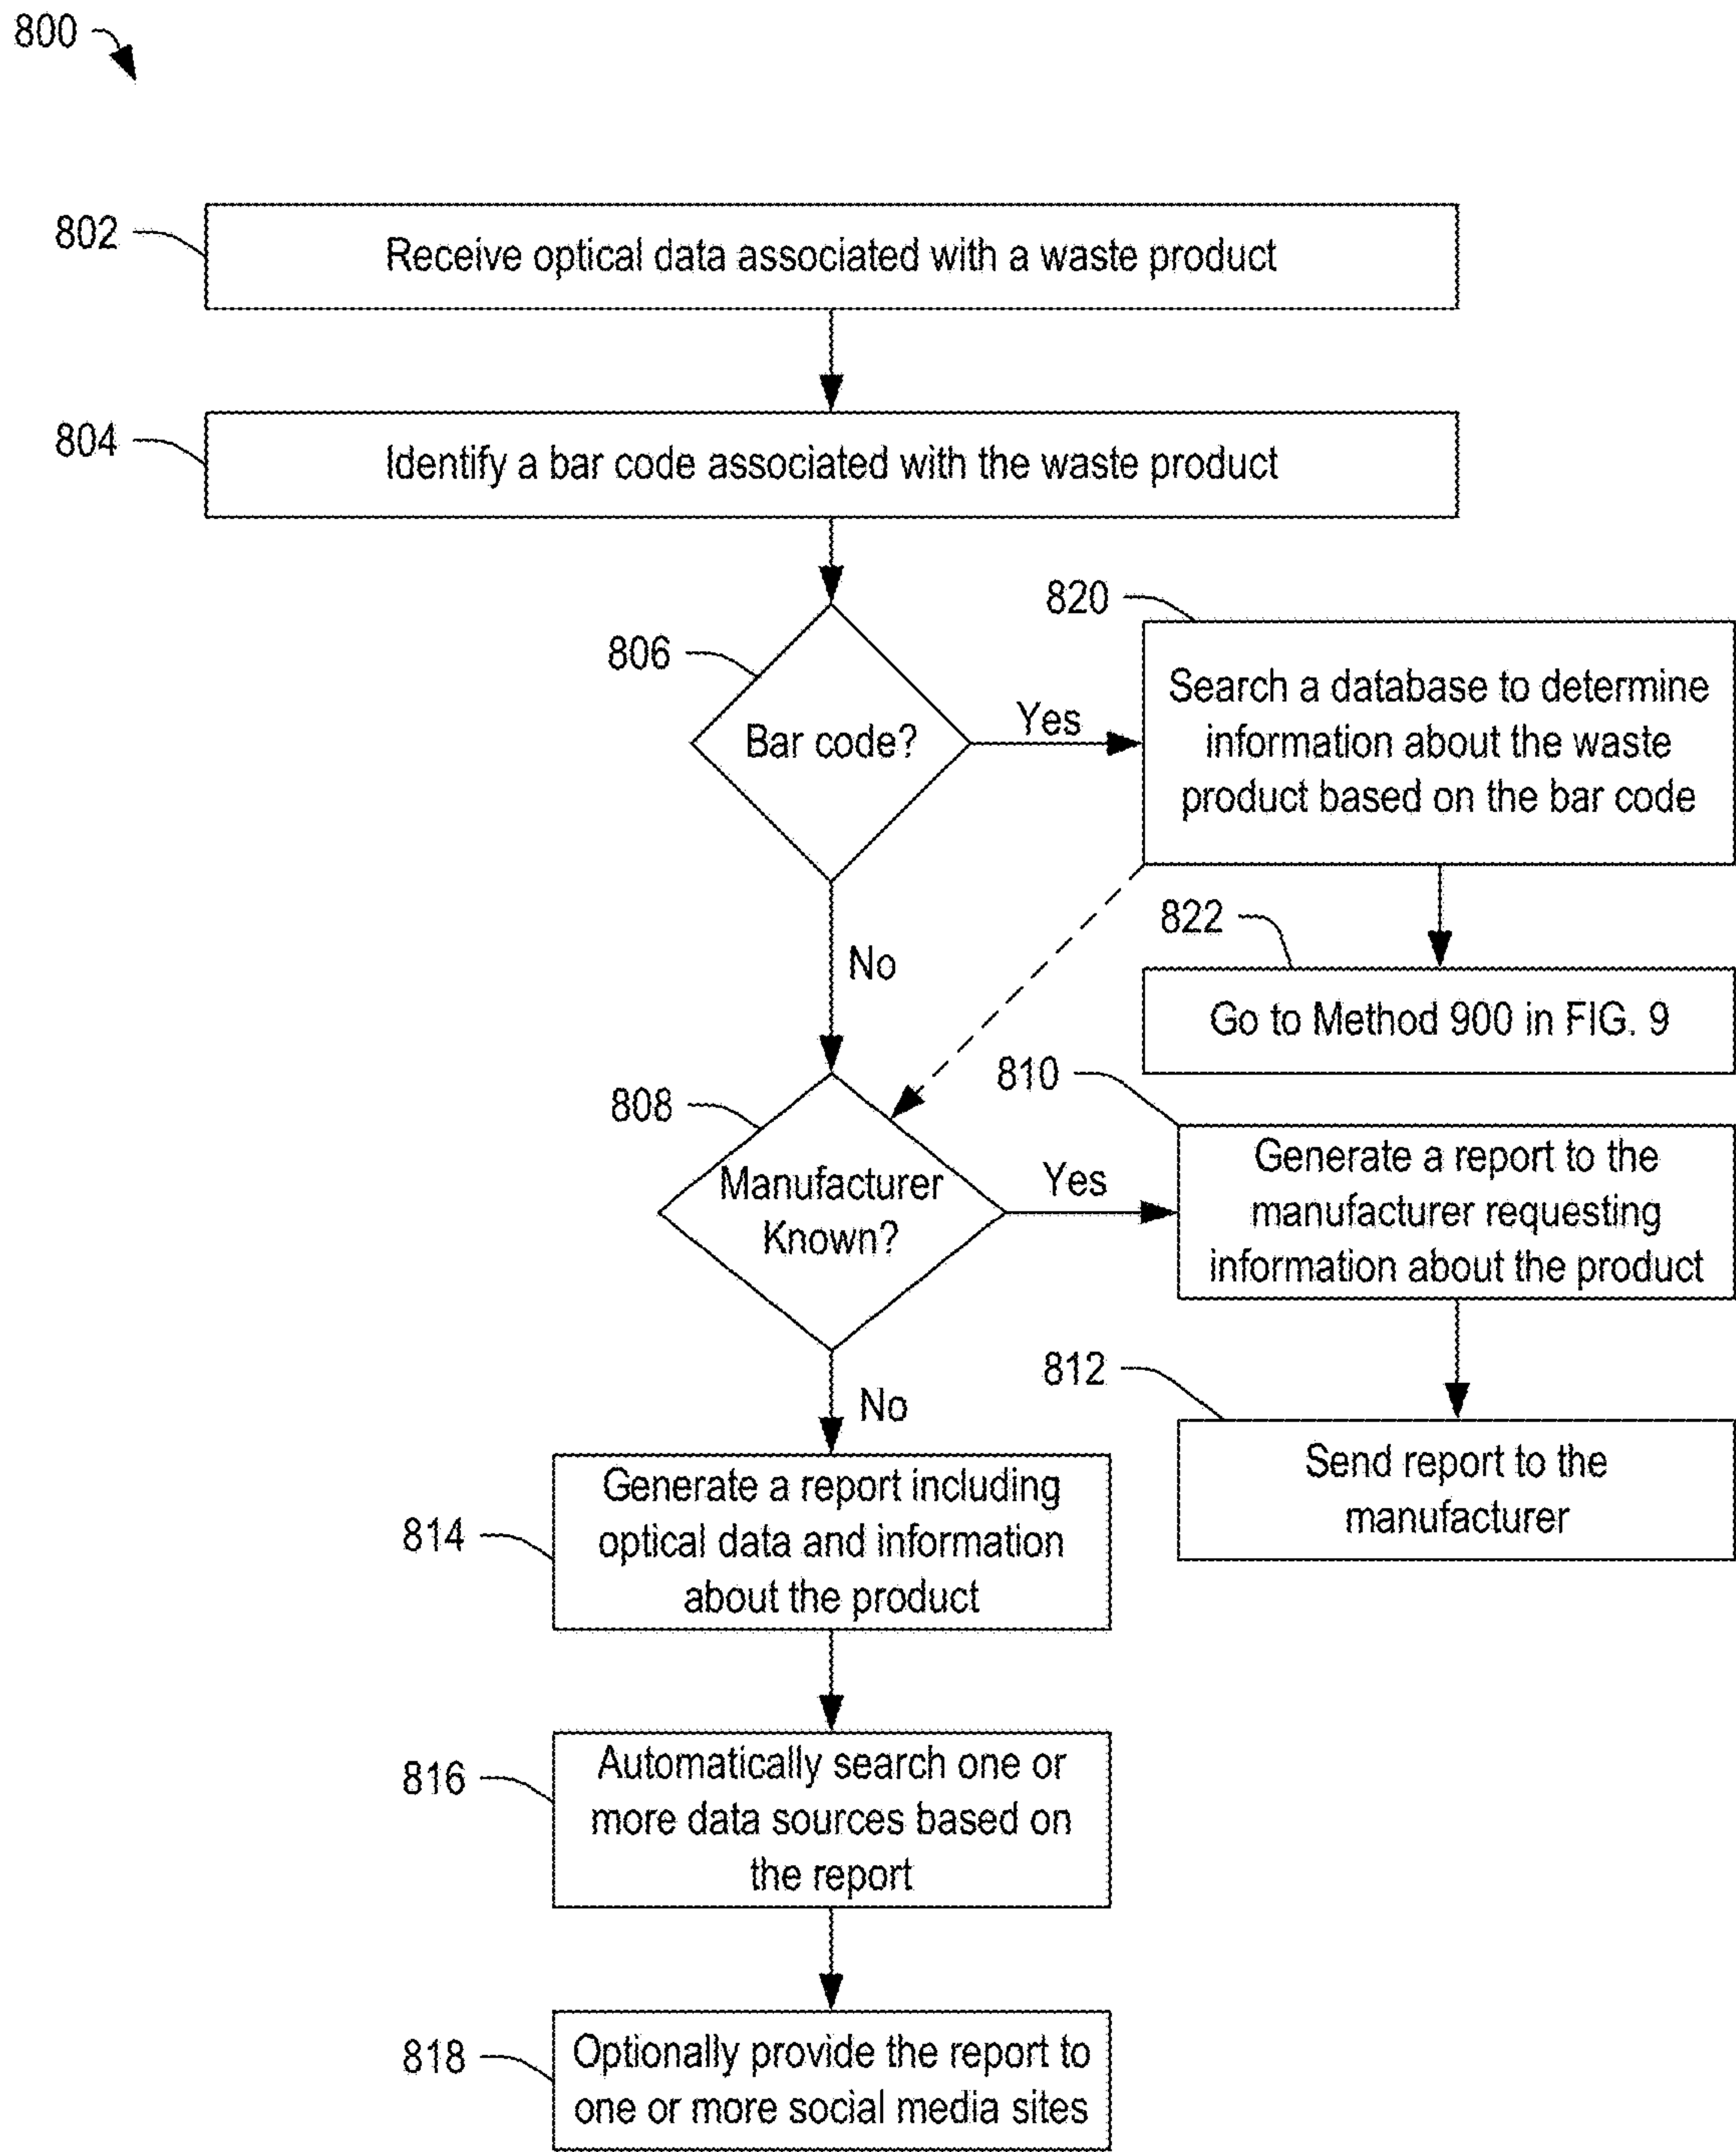 800
802
Receive optical data associated with a waste product
804
Identify a bar code associated with the waste product
806
Bar code?
Yes
820
Search a database to determine
information about the waste
product based on the bar code
No
822
Go to Method 900 in FIG. 9
808
Manufacturer
Known?
Yes
810
Generate a report to the
manufacturer requesting
information about the product
812
Send report to the
manufacturer
No
814
Generate a report including
optical data and information
about the product
816
Automatically search one or
more data sources based on
the report
818
Optionally provide the report to
one or more social media sites